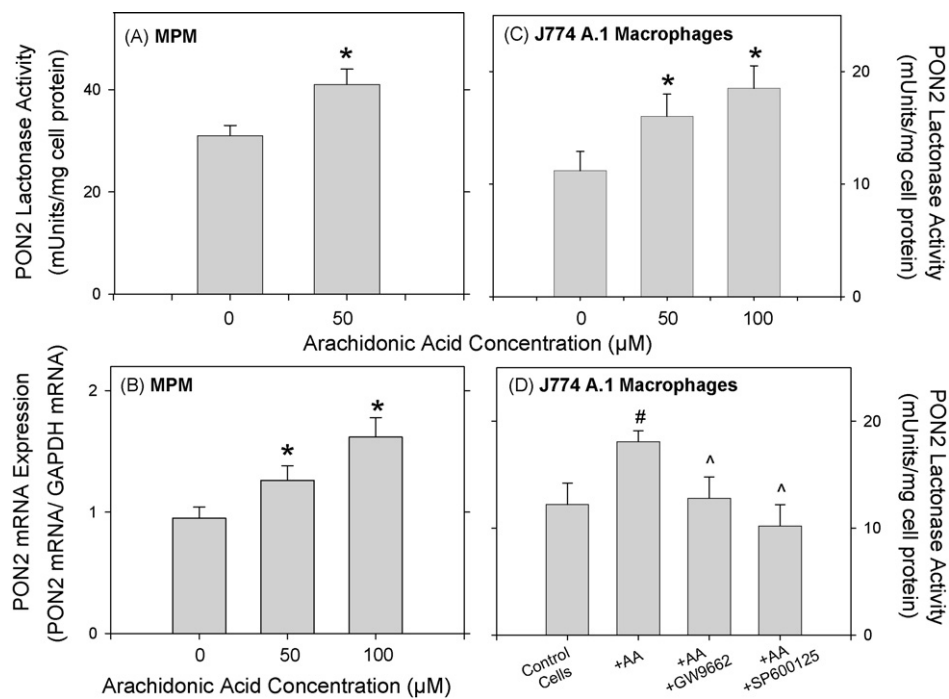 (A) MPM
PON2 Lactonase Activity
(mUnits/mg cell protein)
40
20
0
*
0
50
(C) J774 A.1 Macrophages
PON2 Lactonase Activity
(mUnits/mg cell protein)
20
10
0
*
*
0
50
100
Arachidonic Acid Concentration (µM)
(B) MPM
PON2 mRNA Expression
(PON2 mRNA/ GAPDH mRNA)
2
1
0
*
*
0
50
100
Arachidonic Acid Concentration (µM)
(D) J774 A.1 Macrophages
PON2 Lactonase Activity
(mUnits/mg cell protein)
20
10
0
#
^
^
Control
Cells
+AA
+AA
+GW9662
+AA
+SP600125